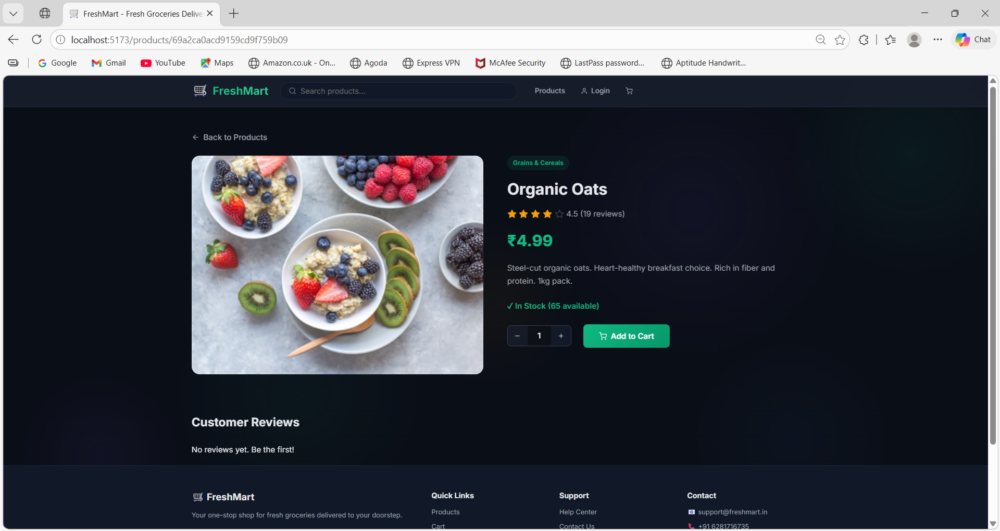 FreshMart - Fresh Groceries Delive
localhost:5173/products/69a2ca0acd9159cd9f759b09
Chat
Google
Gmail
YouTube
Maps
Amazon.co.uk - On...
Agoda
Express VPN
McAfee Security
LastPass password...
Aptitude Handwrit...
FreshMart
Search products...
Products
Login
← Back to Products
Grains & Cereals
Organic Oats
4.5 (19 reviews)
₹4.99
Steel-cut organic oats. Heart-healthy breakfast choice. Rich in fiber and
protein. 1kg pack.
✓ In Stock (65 available)
− 1 +
Add to Cart
Customer Reviews
No reviews yet. Be the first!
FreshMart
Your one-stop shop for fresh groceries delivered to your doorstep.
Quick Links
Products
Cart
Support
Help Center
Contact Us
Contact
support@freshmart.in
+91 6281716735